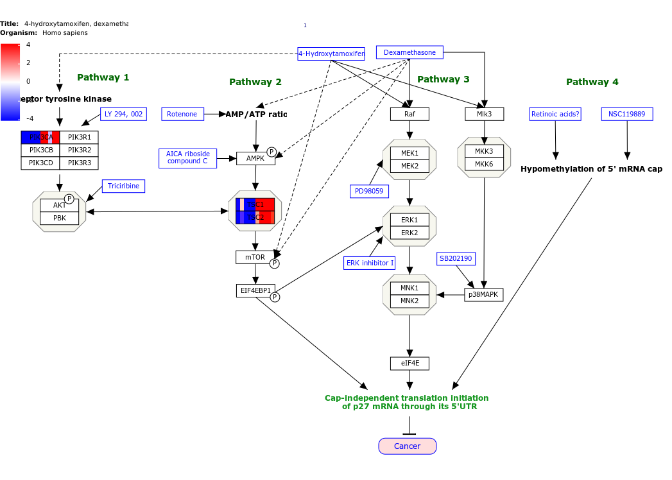 Title: 4-hydroxytamoxifen, dexametha
Organism: Homo sapiens
4
2
0
-2
-4
4-Hydroxytamoxifen
Dexamethasone
Pathway 1
Pathway 2
Pathway 3
Pathway 4
eptor tyrosine kinase
LY 294, 002
Rotenone
AMP/ATP ratio
Raf
Mlk3
Retinoic acids?
NSC119889
PIK3CA
PIK3R1
PIK3CB
PIK3R2
PIK3CD
PIK3R3
AICA riboside
compound C
AMPK
P
MEK1
MEK2
MKK3
MKK6
Hypomethylation of 5' mRNA cap
Triciribine
PD98059
AKT
P
PBK
TSC1
TSC2
ERK1
ERK2
mTOR
P
ERK inhibitor I
SB202190
EIF4EBP1
P
MNK1
MNK2
p38MAPK
eIF4E
Cap-independent translation initiation
of p27 mRNA through its 5'UTR
Cancer